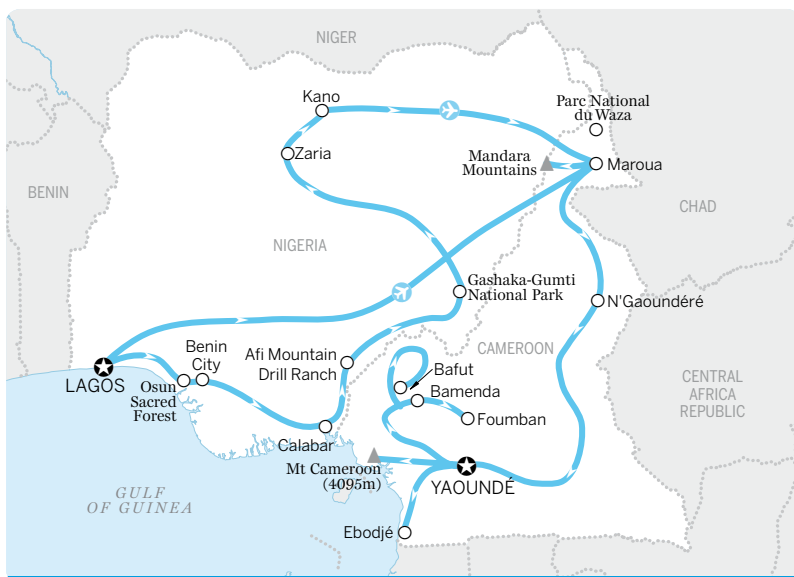 NIGER
Kano
Parc National
du Waza
Zaria
Mandara
Mountains
Maroua
BENIN
CHAD
NIGERIA
Gashaka-Gumti
National Park
N'Gaoundéré
Benin
City
Afi Mountain
Drill Ranch
CAMEROON
Bafut
LAGOS
Osun
Sacred
Forest
Bamenda
CENTRAL
AFRICA
REPUBLIC
Foumban
Calabar
Mt Cameroon
(4095m)
YAOUNDÉ
GULF
OF GUINEA
Ebodjé